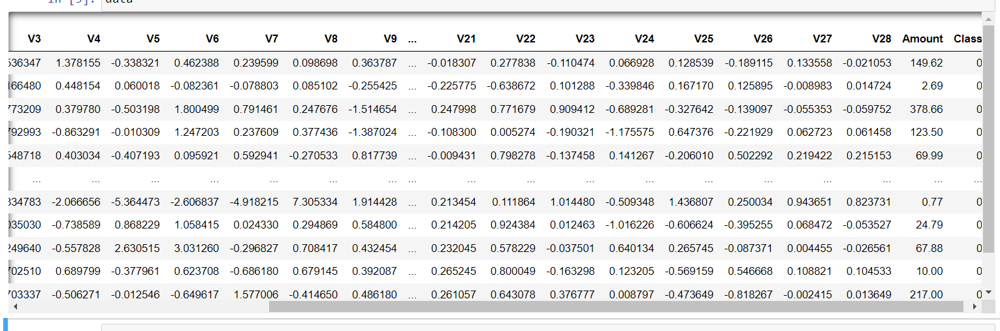 In [9]: data
V3 V4 V5 V6 V7 V8 V9 ... V21 V22 V23 V24 V25 V26 V27 V28 Amount Class
536347 1.378155 -0.338321 0.462388 0.239599 0.098698 0.363787 ... -0.018307 0.277838 -0.110474 0.066928 0.128539 -0.189115 0.133558 -0.021053 149.62 0
166480 0.448154 0.060018 -0.082361 -0.078803 0.085102 -0.255425 ... -0.225775 -0.638672 0.101288 -0.339846 0.167170 0.125895 -0.008983 0.014724 2.69 0
773209 0.379780 -0.503198 1.800499 0.791461 0.247676 -1.514654 ... 0.247998 0.771679 0.909412 -0.689281 -0.327642 -0.139097 -0.055353 -0.059752 378.66 0
792993 -0.863291 -0.010309 1.247203 0.237609 0.377436 -1.387024 ... -0.108300 0.005274 -0.190321 -1.175575 0.647376 -0.221929 0.062723 0.061458 123.50 0
548718 0.403034 -0.407193 0.095921 0.592941 -0.270533 0.817739 ... -0.009431 0.798278 -0.137458 0.141267 -0.206010 0.502292 0.219422 0.215153 69.99 0
... ... ... ... ... ... ... ... ... ... ... ... ... ... ... ... ... ...
834783 -2.066656 -5.364473 -2.606837 -4.918215 7.305334 1.914428 ... 0.213454 0.111864 1.014480 -0.509348 1.436807 0.250034 0.943651 0.823731 0.77 0
035030 -0.738589 0.868229 1.058415 0.024330 0.294869 0.584800 ... 0.214205 0.924384 0.012463 -1.016226 -0.606624 -0.395255 0.068472 -0.053527 24.79 0
249640 -0.557828 2.630515 3.031260 -0.296827 0.708417 0.432454 ... 0.232045 0.578229 -0.037501 0.640134 0.265745 -0.087371 0.004455 -0.026561 67.88 0
702510 0.689799 -0.377961 0.623708 -0.686180 0.679145 0.392087 ... 0.265245 0.800049 -0.163298 0.123205 -0.569159 0.546668 0.108821 0.104533 10.00 0
703337 -0.506271 -0.012546 -0.649617 1.577006 -0.414650 0.486180 ... 0.261057 0.643078 0.376777 0.008797 -0.473649 -0.818267 -0.002415 0.013649 217.00 0